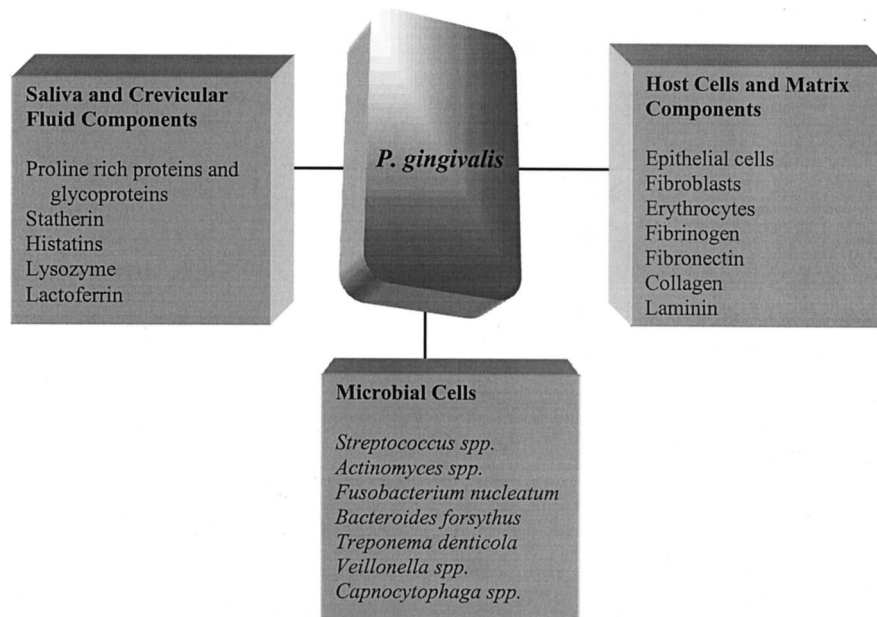 Saliva and Crevicular
Fluid Components
Proline rich proteins and
glycoproteins
Statherin
Histatins
Lysozyme
Lactoferrin
P. gingivalis
Host Cells and Matrix
Components
Epithelial cells
Fibroblasts
Erythrocytes
Fibrinogen
Fibronectin
Collagen
Laminin
Microbial Cells
Streptococcus spp.
Actinomyces spp.
Fusobacterium nucleatum
Bacteroides forsythus
Treponema denticola
Veillonella spp.
Capnocytophaga spp.